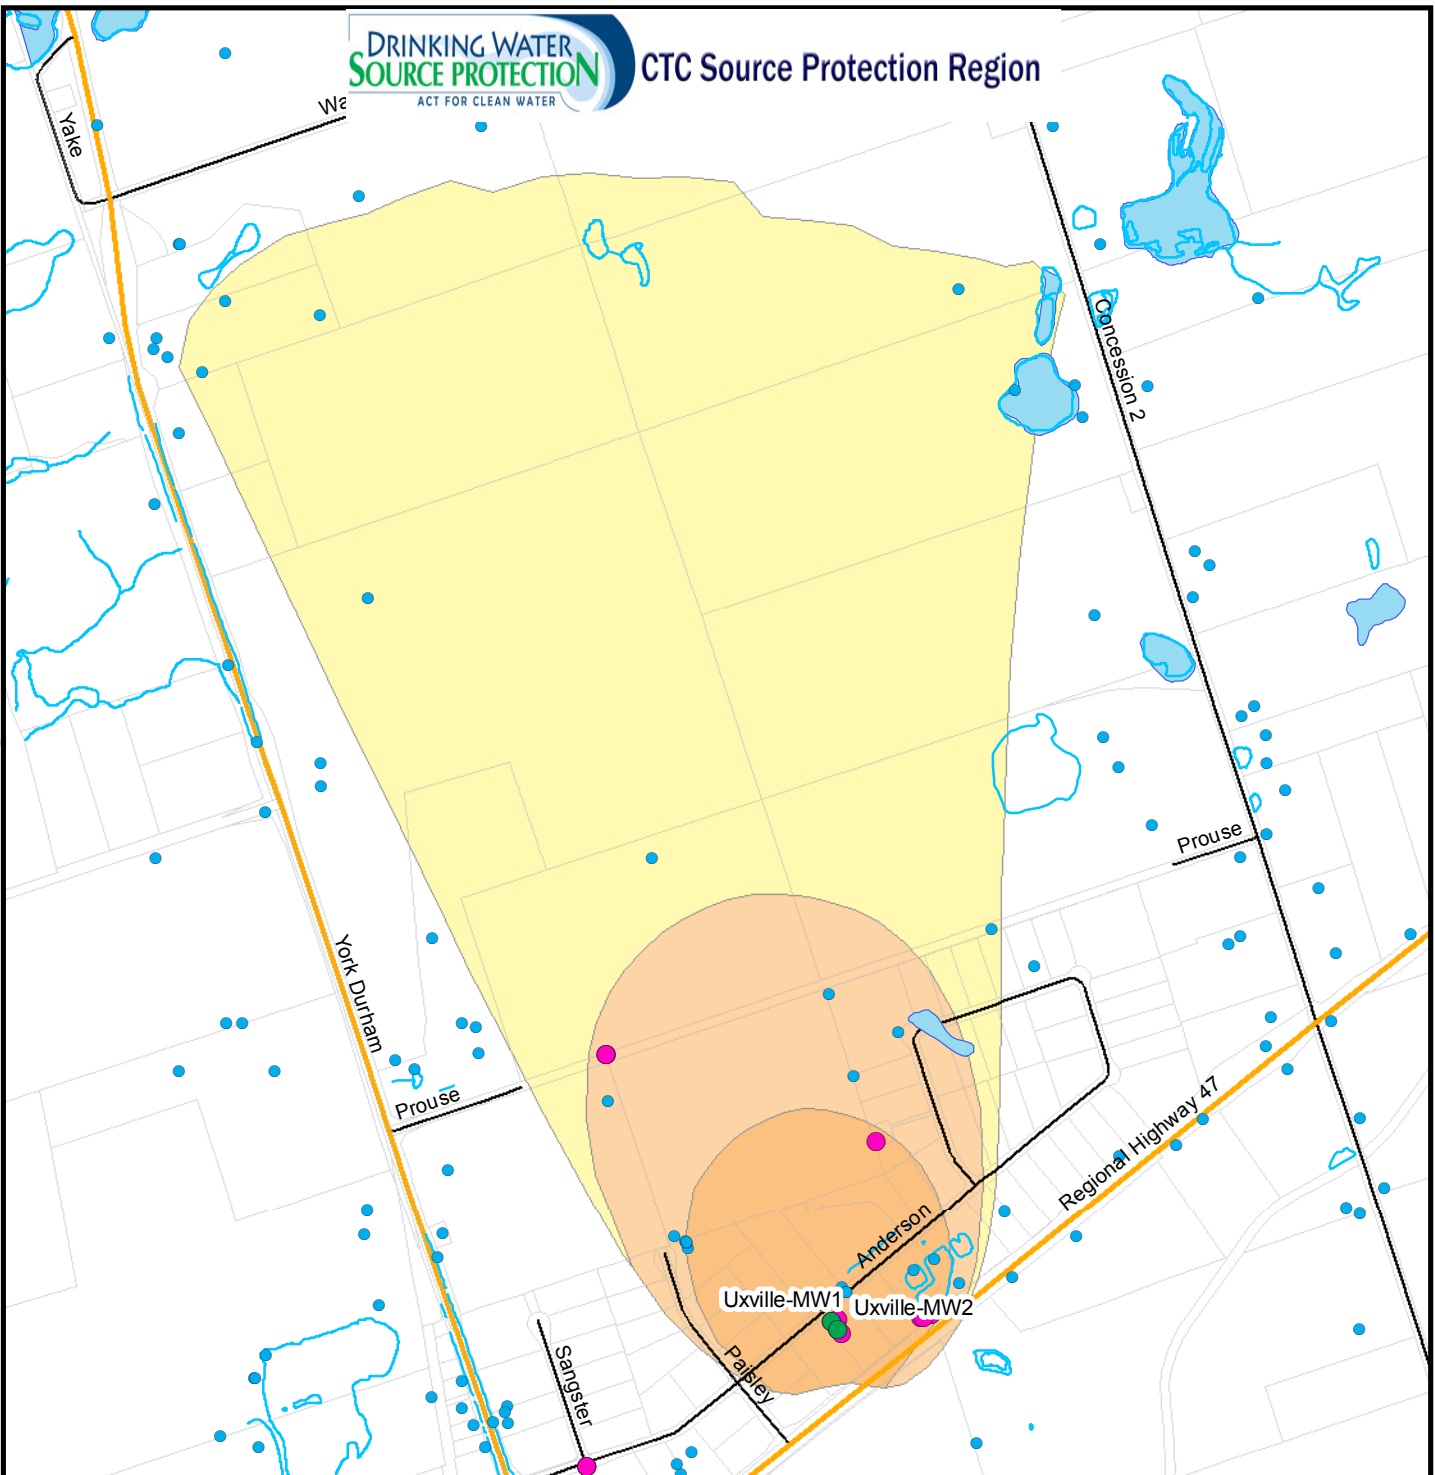 DRINKING WATER
SOURCE PROTECTION
ACT FOR CLEAN WATER
CTC Source Protection Region
Yake
Wa
Concession 2
Prouse
York Durham
Prouse
Regional Highway 47
Anderson
Uxville-MW1
Uxville-MW2
Paisley
Sangster